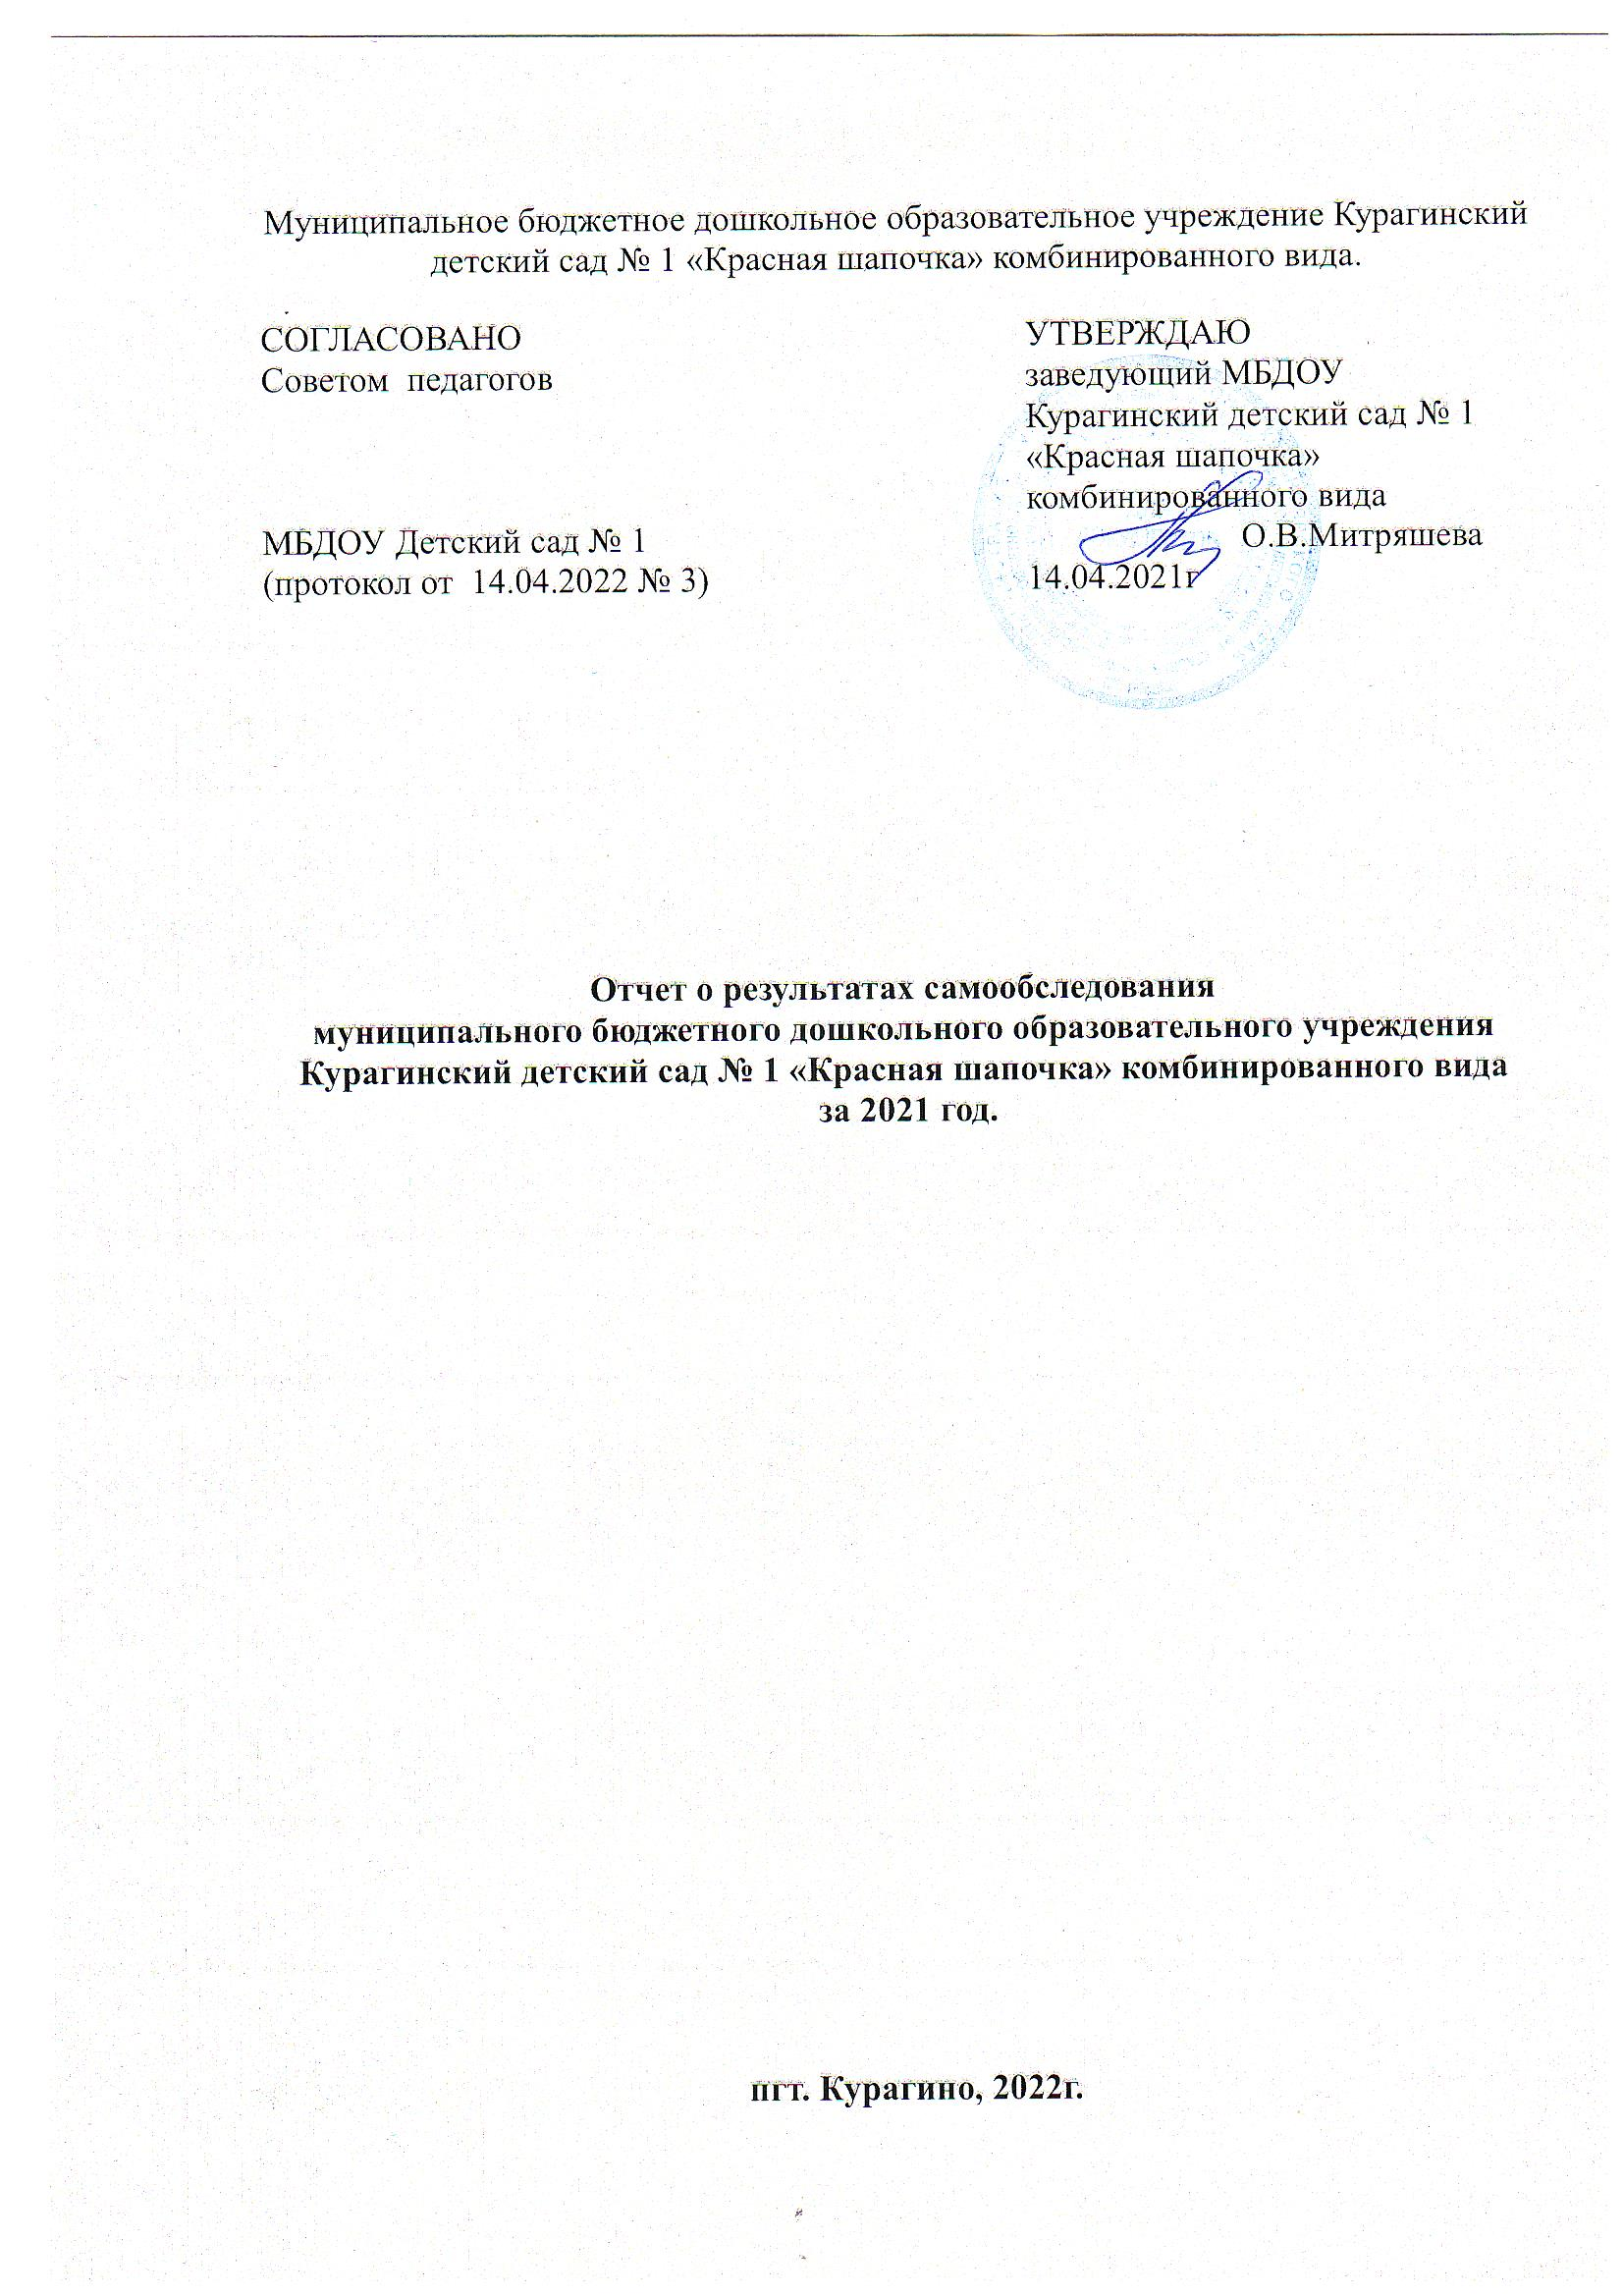 Муниципальное бюджетное дошкольное образовательное учреждение Курагинский
детский сад № 1 «Красная шапочка» комбинированного вида.
СОГЛАСОВАНО
Советом педагогов
МБДОУ Детский сад № 1
(протокол от 14.04.2022 № 3)
УТВЕРЖДАЮ
заведующий МБДОУ
Курагинский детский сад № 1
«Красная шапочка»
комбинированного вида
О.В.Митряшева
14.04.2021г
Отчет о результатах самообследования
муниципального бюджетного дошкольного образовательного учреждения
Курагинский детский сад № 1 «Красная шапочка» комбинированного вида
за 2021 год.
пгт. Курагино, 2022г.